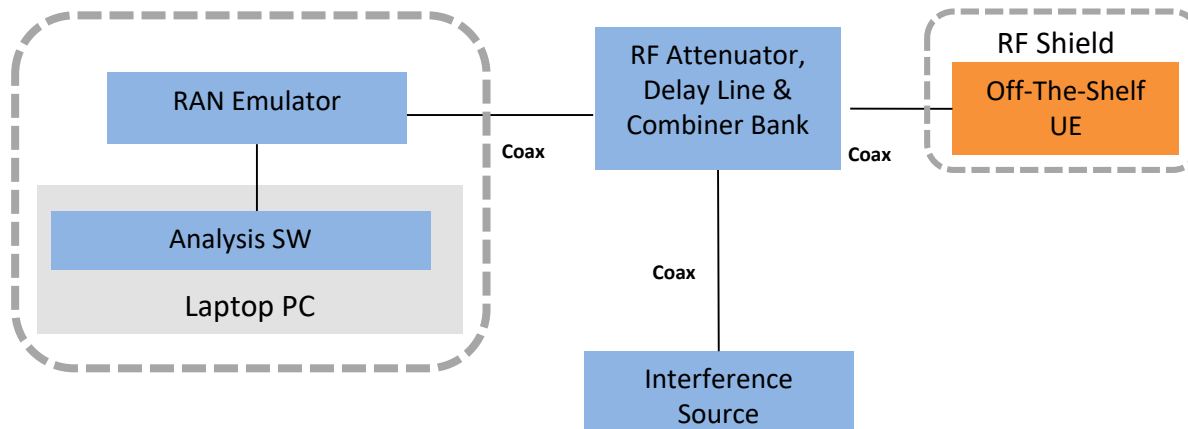 RAN Emulator
Analysis SW
Laptop PC
Coax
RF Attenuator,
Delay Line &
Combiner Bank
Coax
Coax
Interference
Source
RF Shield
Off-The-Shelf
UE